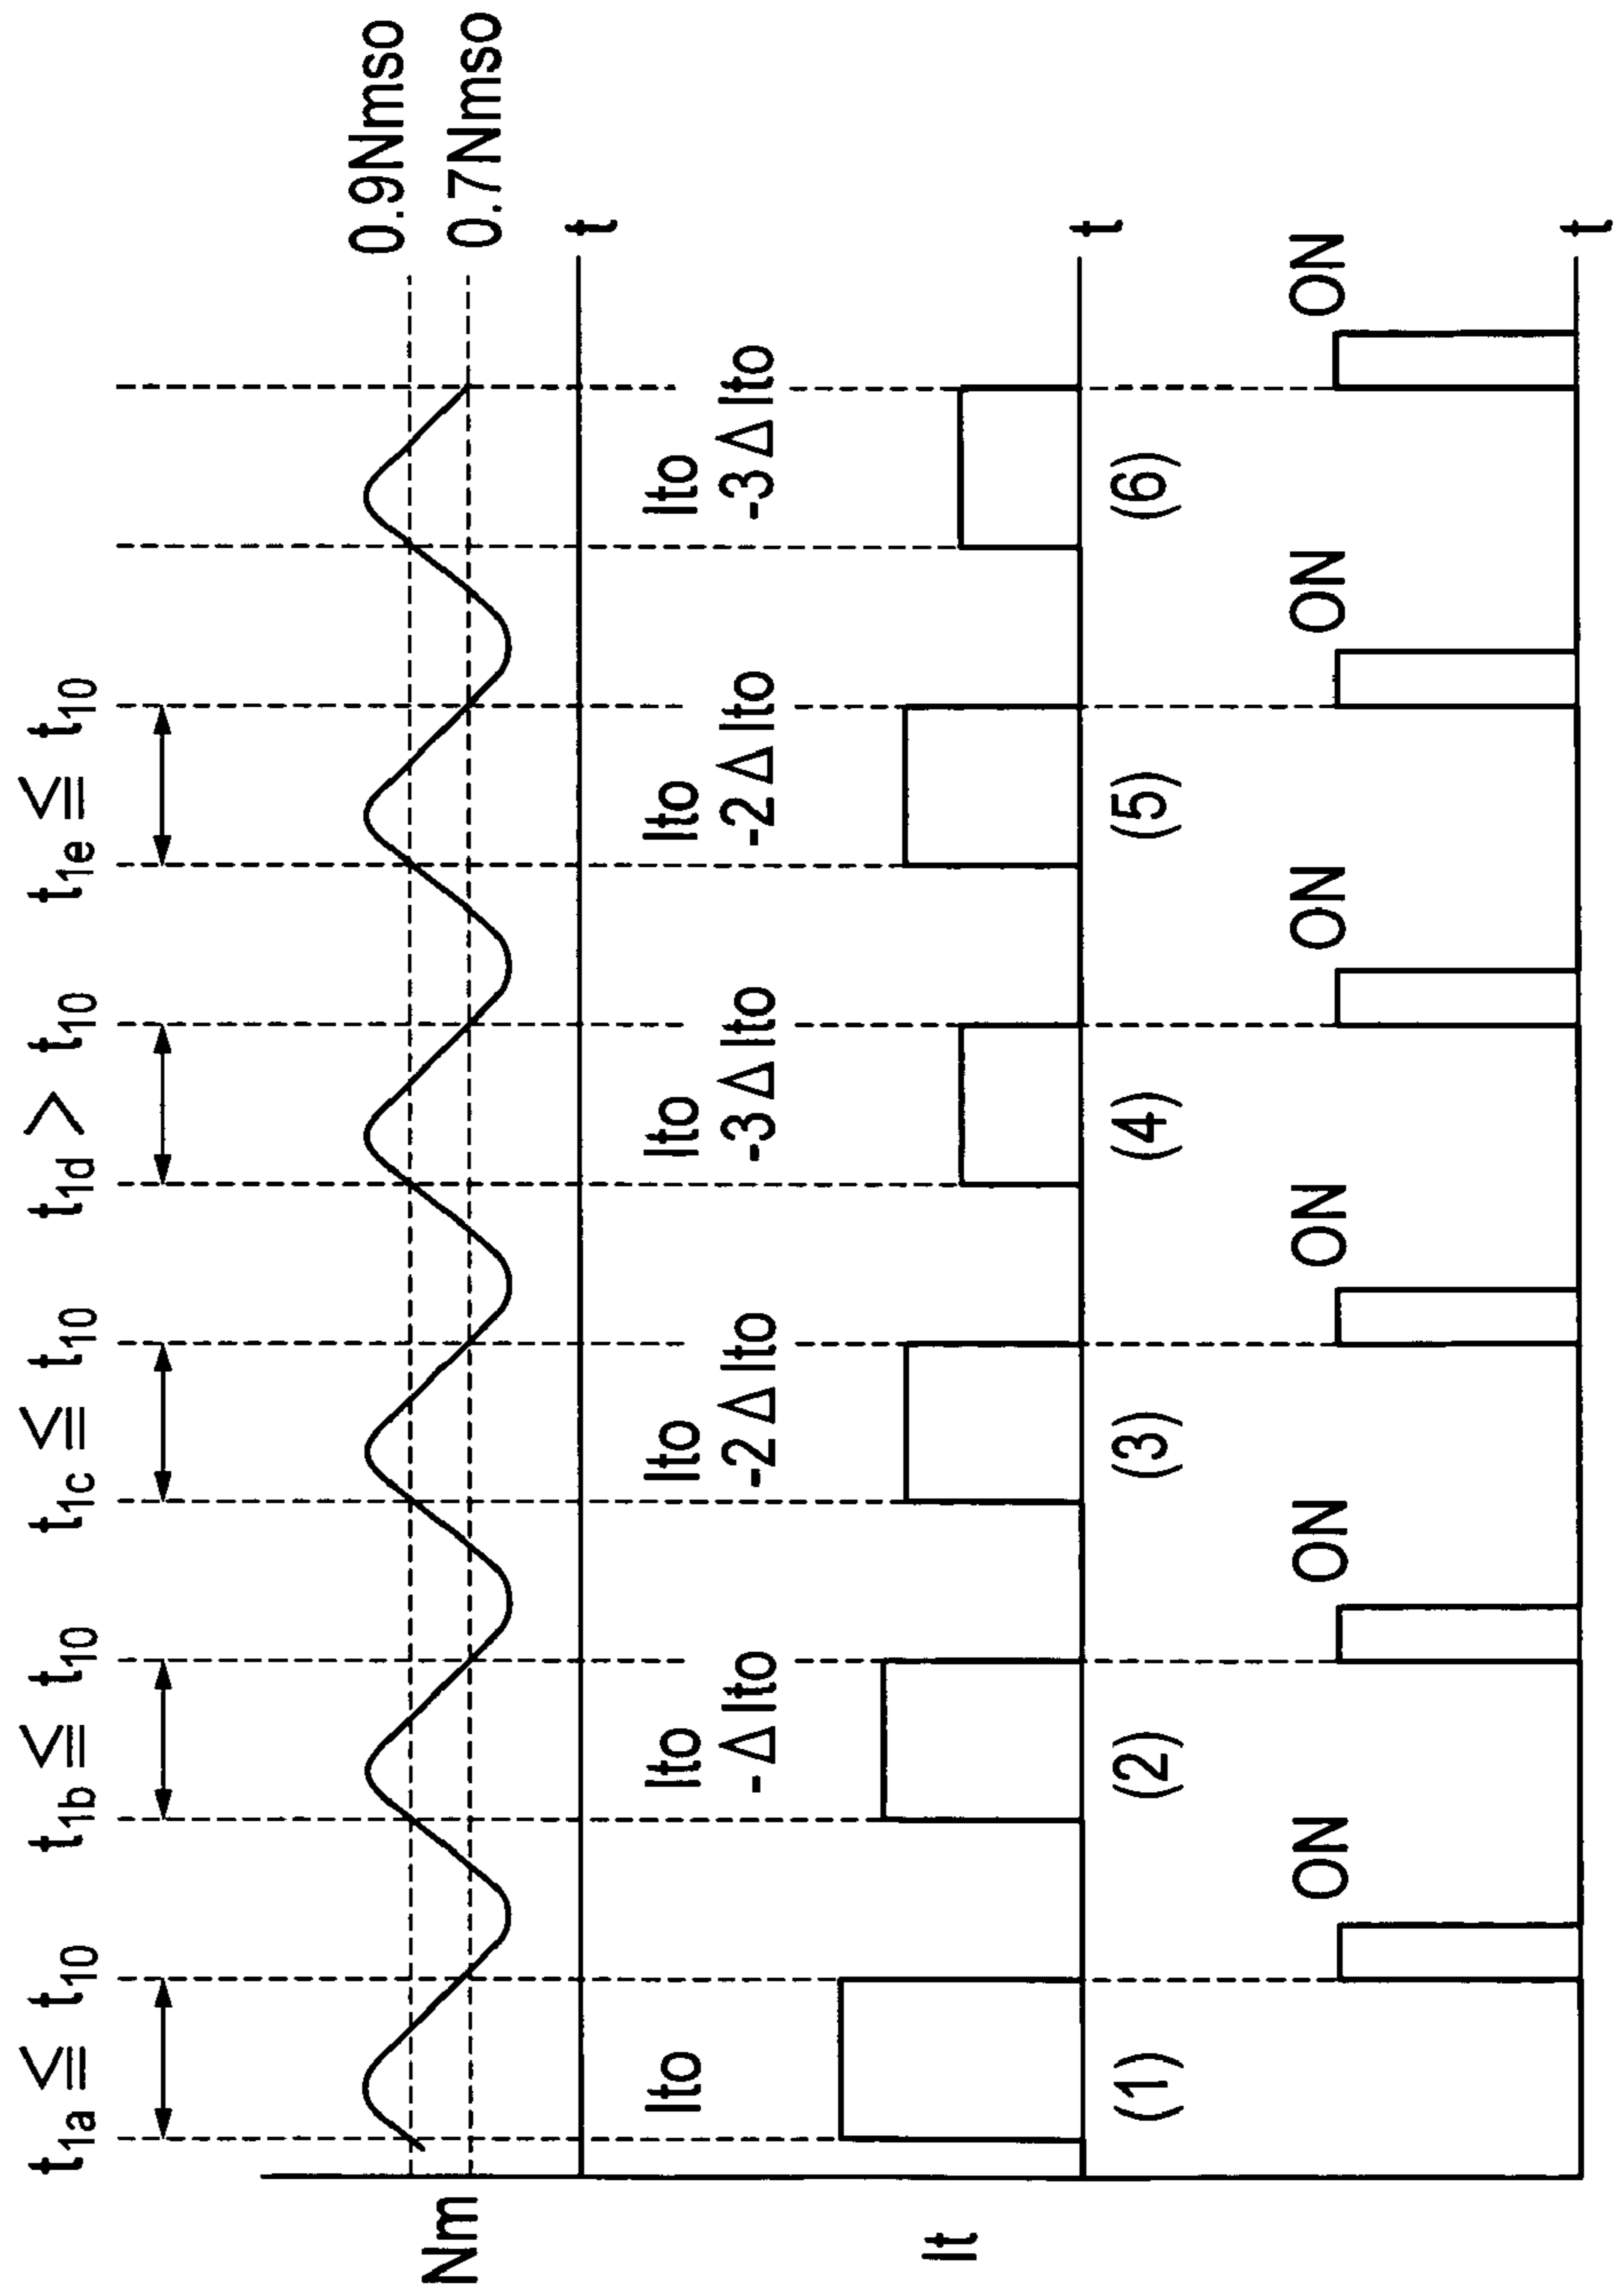 t1a ≦ t10
t1b ≦ t10
t1c ≦ t10
t1d > t10
t1e ≦ t10
0.9Nmso
0.7Nmso
Nm
t
Ito
Ito
-ΔIto
Ito
-2ΔIto
Ito
-3ΔIto
Ito
-2ΔIto
Ito
-3ΔIto
It
t
(1)
(2)
(3)
(4)
(5)
(6)
ON
ON
ON
ON
ON
ON
t